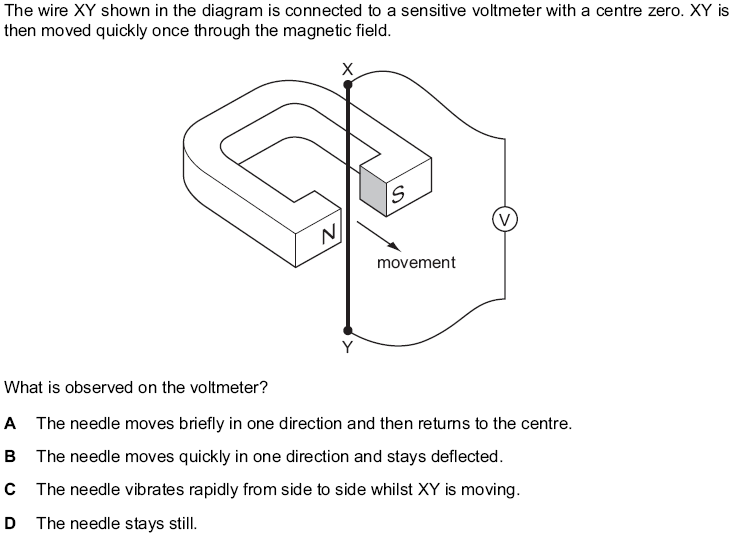 The wire XY shown in the diagram is connected to a sensitive voltmeter with a centre zero. XY is
then moved quickly once through the magnetic field.
X
S
N
V
movement
Y
What is observed on the voltmeter?
A The needle moves briefly in one direction and then returns to the centre.
B The needle moves quickly in one direction and stays deflected.
C The needle vibrates rapidly from side to side whilst XY is moving.
D The needle stays still.